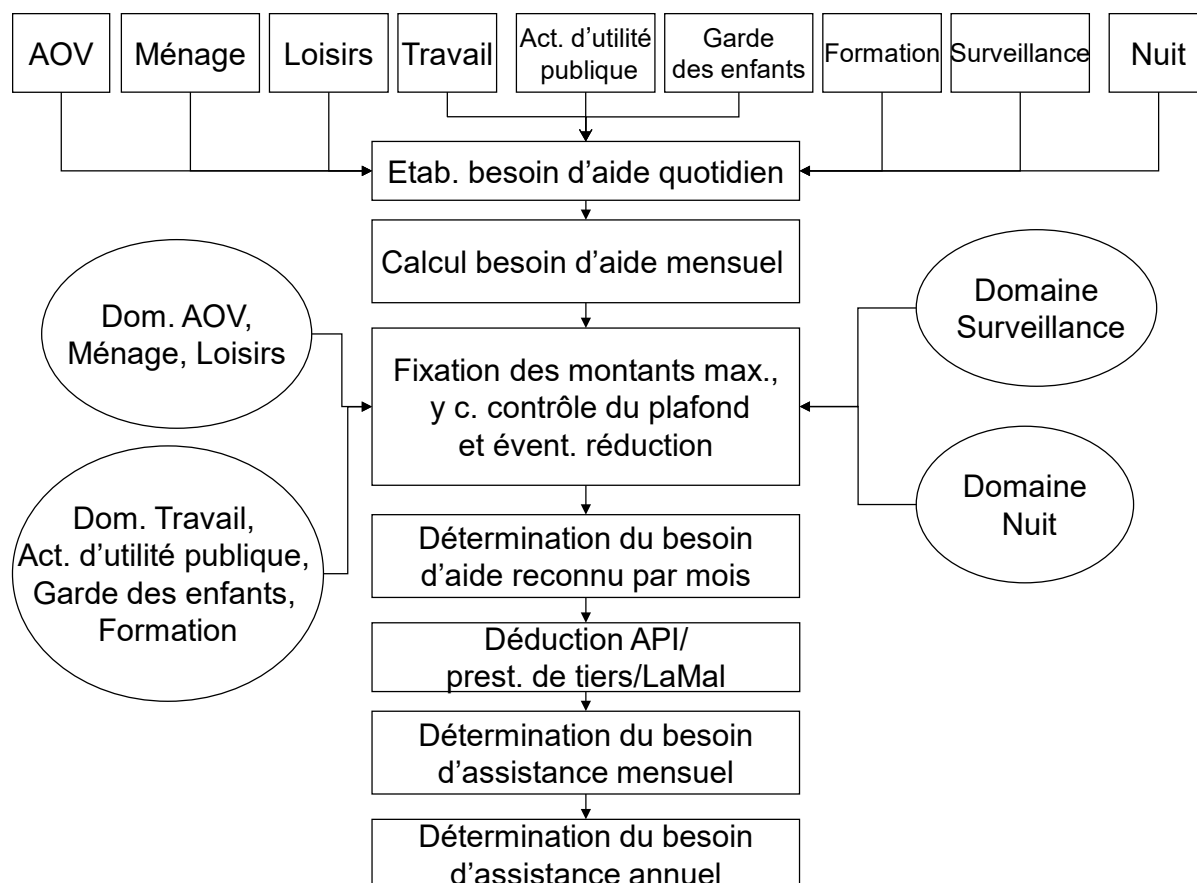 AOV
Ménage
Loisirs
Travail
Act. d'utilité
publique
Garde
des enfants
Formation
Surveillance
Nuit
Etab. besoin d'aide quotidien
Calcul besoin d'aide mensuel
Dom. AOV,
Ménage, Loisirs
Domaine
Surveillance
Fixation des montants max.,
y c. contrôle du plafond
et évent. réduction
Dom. Travail,
Act. d'utilité publique,
Garde des enfants,
Formation
Domaine
Nuit
Détermination du besoin
d'aide reconnu par mois
Déduction API/
prest. de tiers/LaMal
Détermination du besoin
d'assistance mensuel
Détermination du besoin
d'assistance annuel